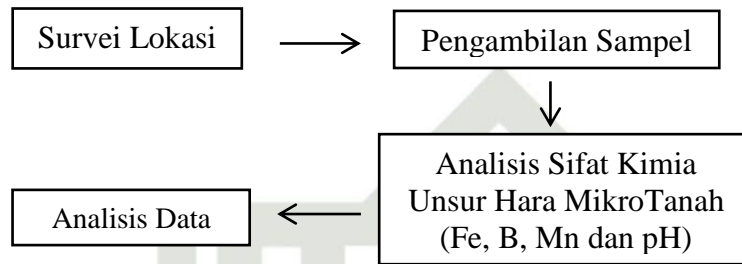 Survei Lokasi
Pengambilan Sampel
Analisis Sifat Kimia
Unsur Hara MikroTanah
(Fe, B, Mn dan pH)
Analisis Data